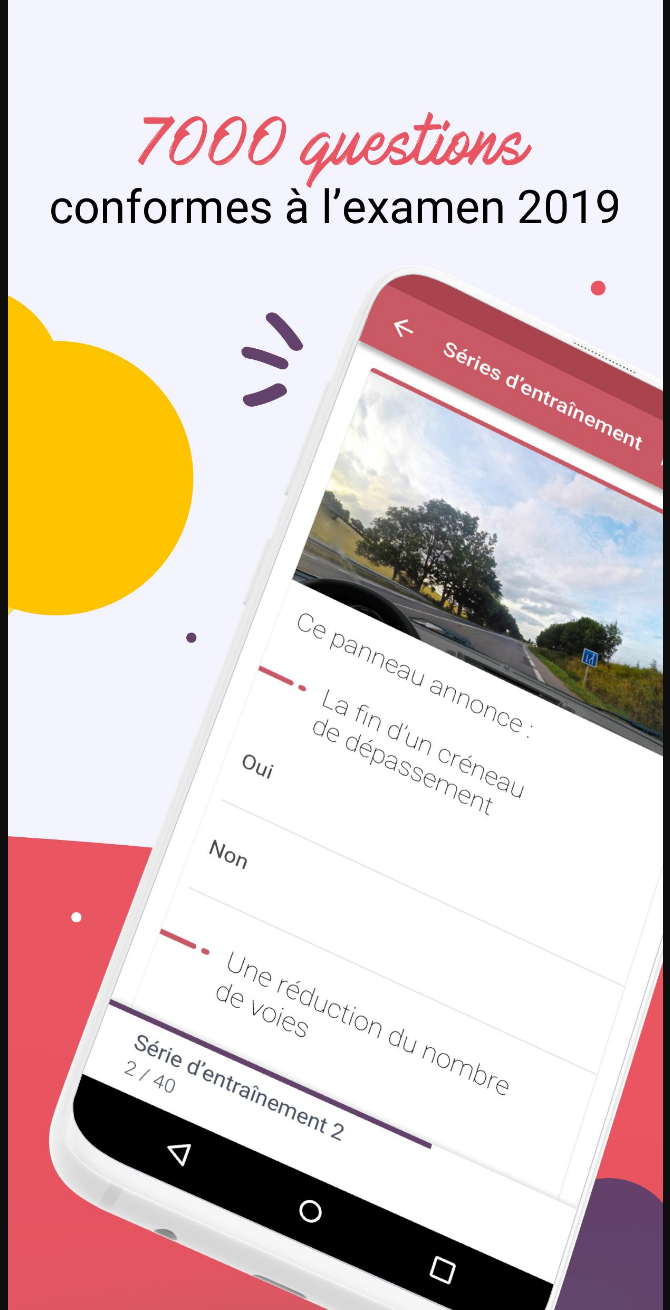 7000 questions
conformes à l’examen 2019
Séries d’entraînement
Ce panneau annonce :
La fin d’un créneau
de dépassement
Oui
Non
Une réduction du nombre
de voies
Série d’entraînement 2
2 / 40